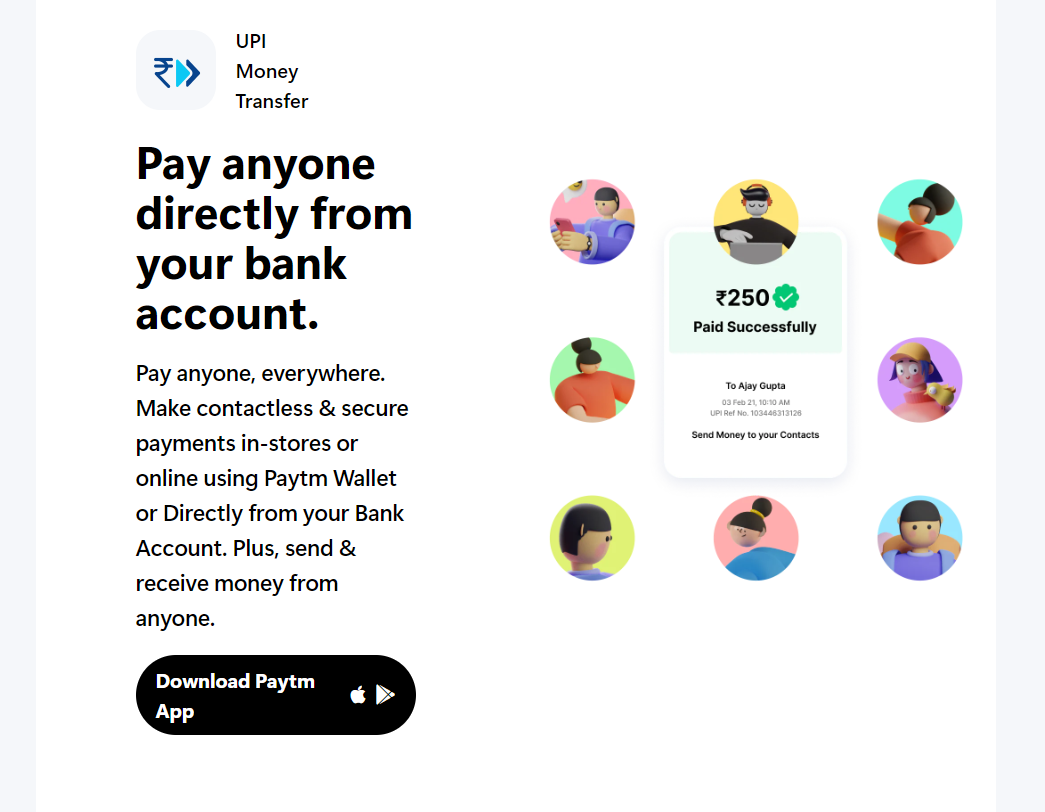 UPI
Money
Transfer
Pay anyone
directly from
your bank
account.
Pay anyone, everywhere.
Make contactless & secure
payments in-stores or
online using Paytm Wallet
or Directly from your Bank
Account. Plus, send &
receive money from
anyone.
Download Paytm
App
₹250
Paid Successfully
To Ajay Gupta
03 Feb 21, 10:10 AM
UPI Ref No. 103446313126
Send Money to your Contacts